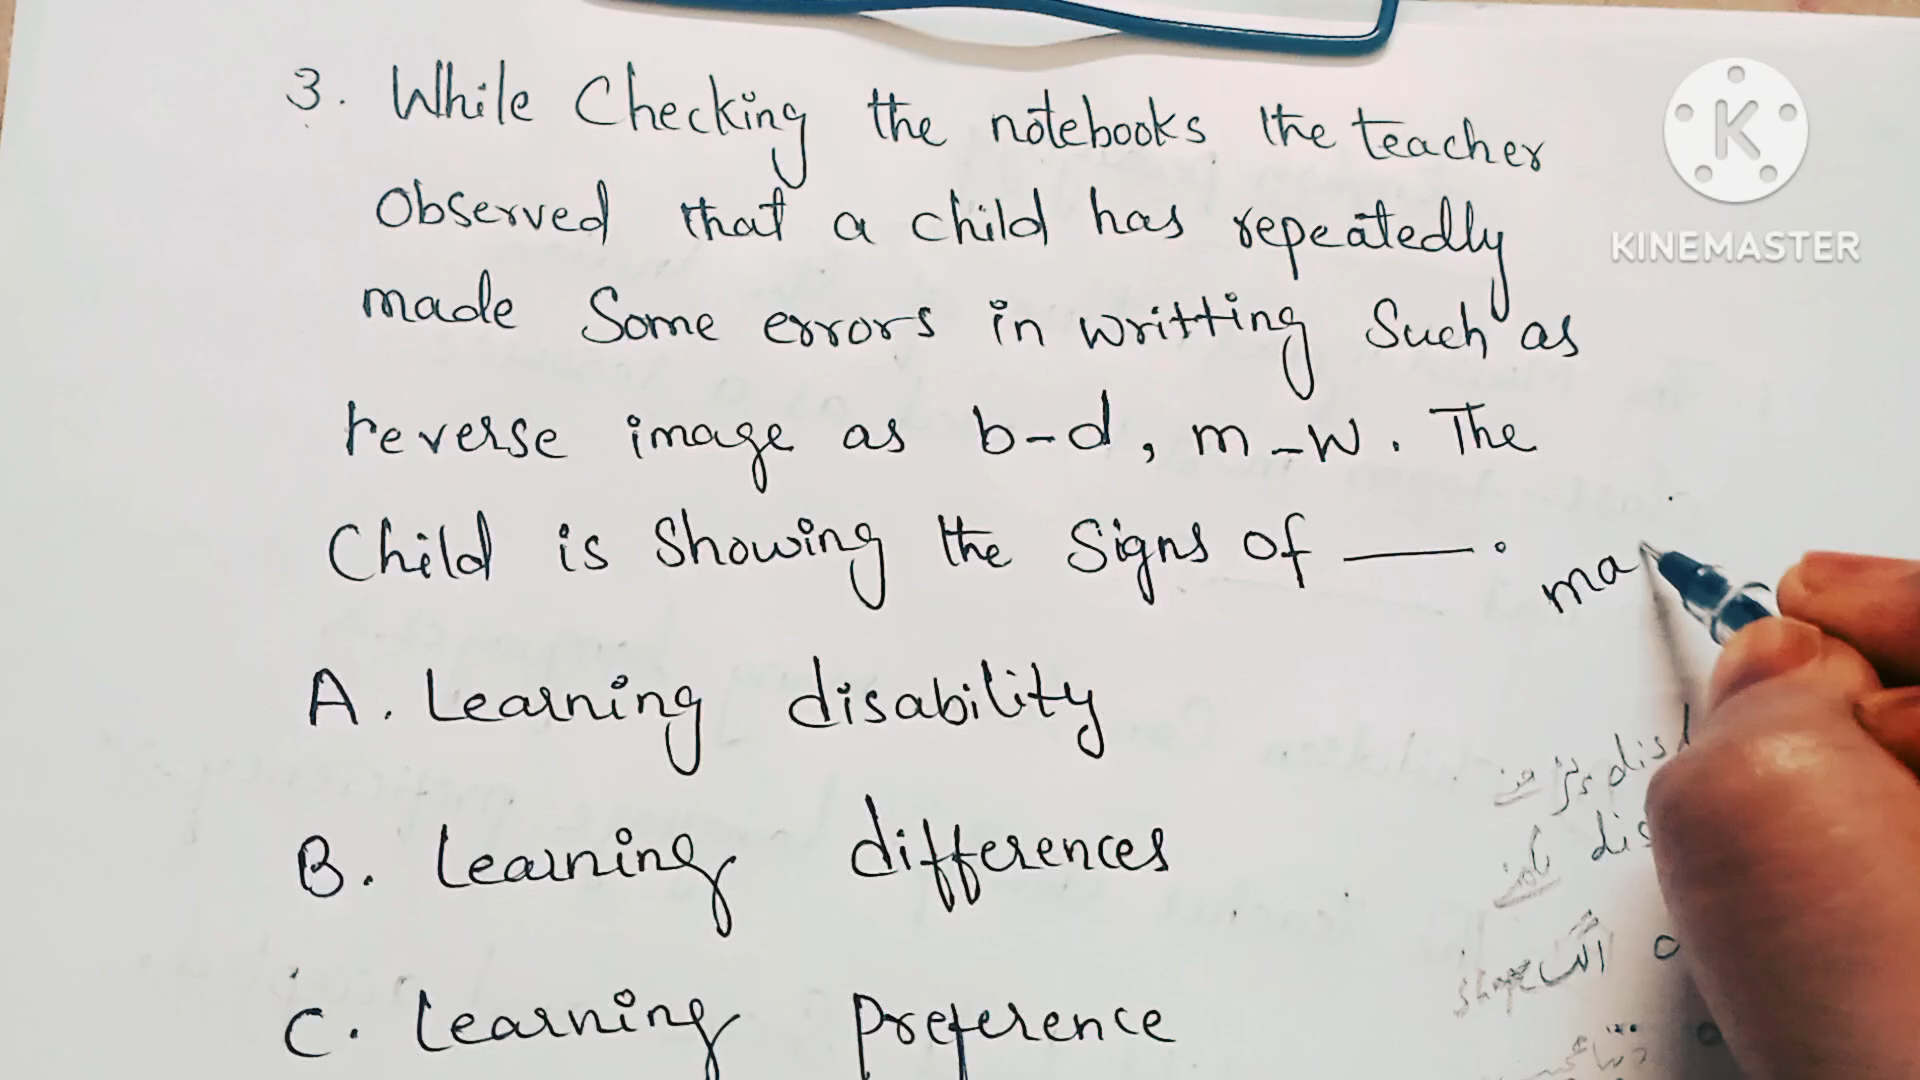 3. While Checking the notebooks the teacher
KINEMASTER
Observed that a child has repeatedly
made Some errors in writting Such as
reverse image as b-d, m-w. The
Child is Showing the Signs of ——.
ma
A. Learning disability
B. Learning differences
C. Learning preference